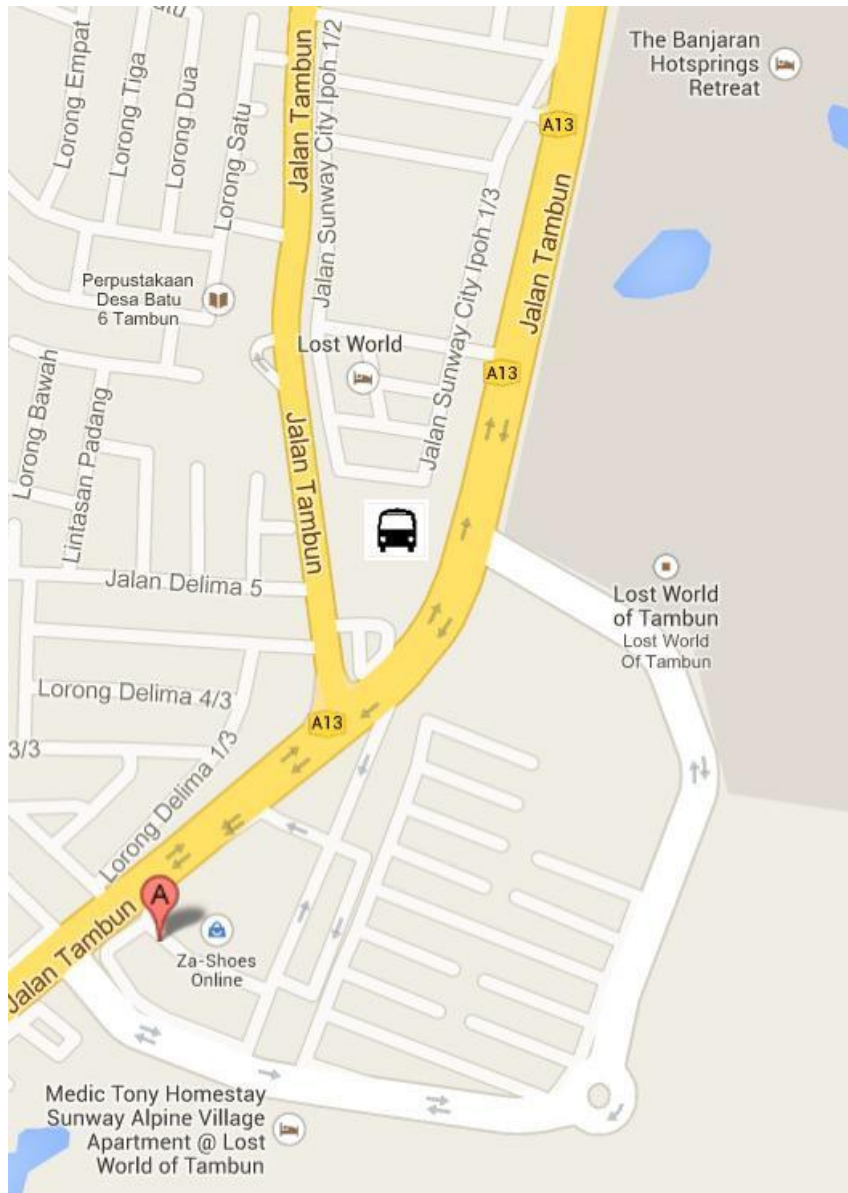 Lorong Empat
Lorong Tiga
Lorong Dua
Lorong Satu
Jalan Tambun
Jalan Sunway City Ipoh 1/2
The Banjaran
Hotsprings
Retreat
A13
Jalan Tambun
Jalan Sunway City Ipoh 1/3
Perpustakaan
Desa Batu
6 Tambun
Lost World
A13
Lorong Bawah
Lintasan Padang
Jalan Tambun
Jalan Delima 5
Lost World
of Tambun
Lost World
Of Tambun
Lorong Delima 4/3
A13
3/3
Lorong Delima 1/3
A
Jalan Tambun
Za-Shoes
Online
Medic Tony Homestay
Sunway Alpine Village
Apartment @ Lost
World of Tambun